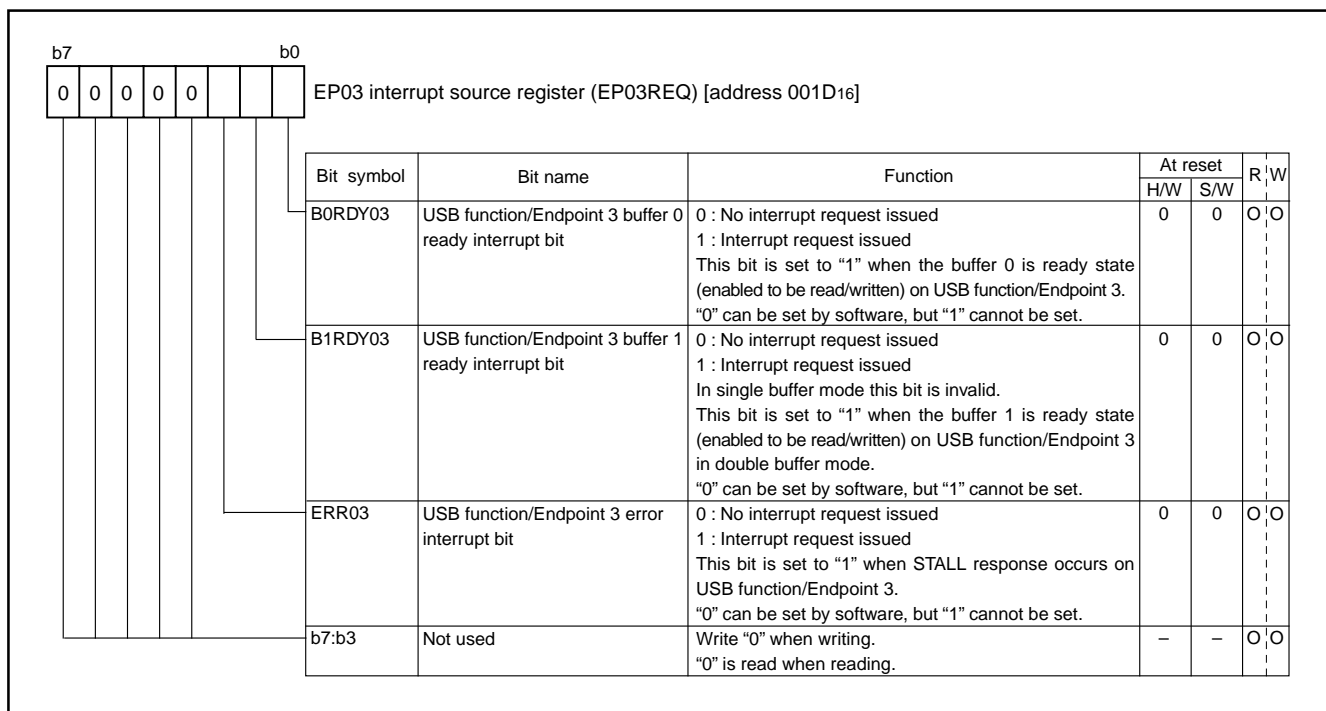 b7 b0
0 0 0 0 0 EP03 interrupt source register (EP03REQ) [address 001D16]
Bit symbol Bit name Function At reset R W
H/W S/W
B0RDY03 USB function/Endpoint 3 buffer 0 0 : No interrupt request issued 0 0 O O
ready interrupt bit 1 : Interrupt request issued
This bit is set to “1” when the buffer 0 is ready state
(enabled to be read/written) on USB function/Endpoint 3.
“0” can be set by software, but “1” cannot be set.
B1RDY03 USB function/Endpoint 3 buffer 1 0 : No interrupt request issued 0 0 O O
ready interrupt bit 1 : Interrupt request issued
In single buffer mode this bit is invalid.
This bit is set to “1” when the buffer 1 is ready state
(enabled to be read/written) on USB function/Endpoint 3
in double buffer mode.
“0” can be set by software, but “1” cannot be set.
ERR03 USB function/Endpoint 3 error 0 : No interrupt request issued 0 0 O O
interrupt bit 1 : Interrupt request issued
This bit is set to “1” when STALL response occurs on
USB function/Endpoint 3.
“0” can be set by software, but “1” cannot be set.
b7:b3 Not used Write “0” when writing. – – O O
“0” is read when reading.